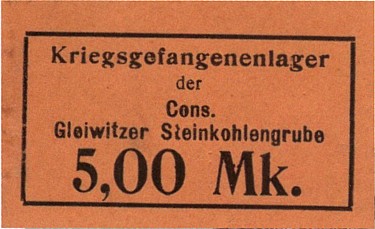 Kriegsgefangenenlager
der
Cons.
Gleiwitzer Steinkohlengrube
5,00 Mk.